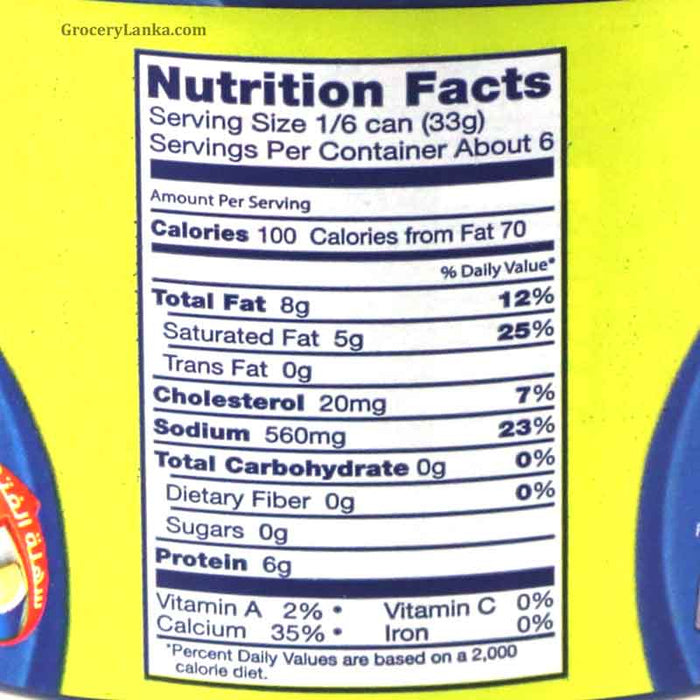 GroceryLanka.com
Nutrition Facts
Serving Size 1/6 can (33g)
Servings Per Container About 6
Amount Per Serving
Calories 100 Calories from Fat 70
% Daily Value*
Total Fat 8g 12%
Saturated Fat 5g 25%
Trans Fat 0g
Cholesterol 20mg 7%
Sodium 560mg 23%
Total Carbohydrate 0g 0%
Dietary Fiber 0g 0%
Sugars 0g
Protein 6g
Vitamin A 2% • Vitamin C 0%
Calcium 35% • Iron 0%
*Percent Daily Values are based on a 2,000
calorie diet.
سهلة